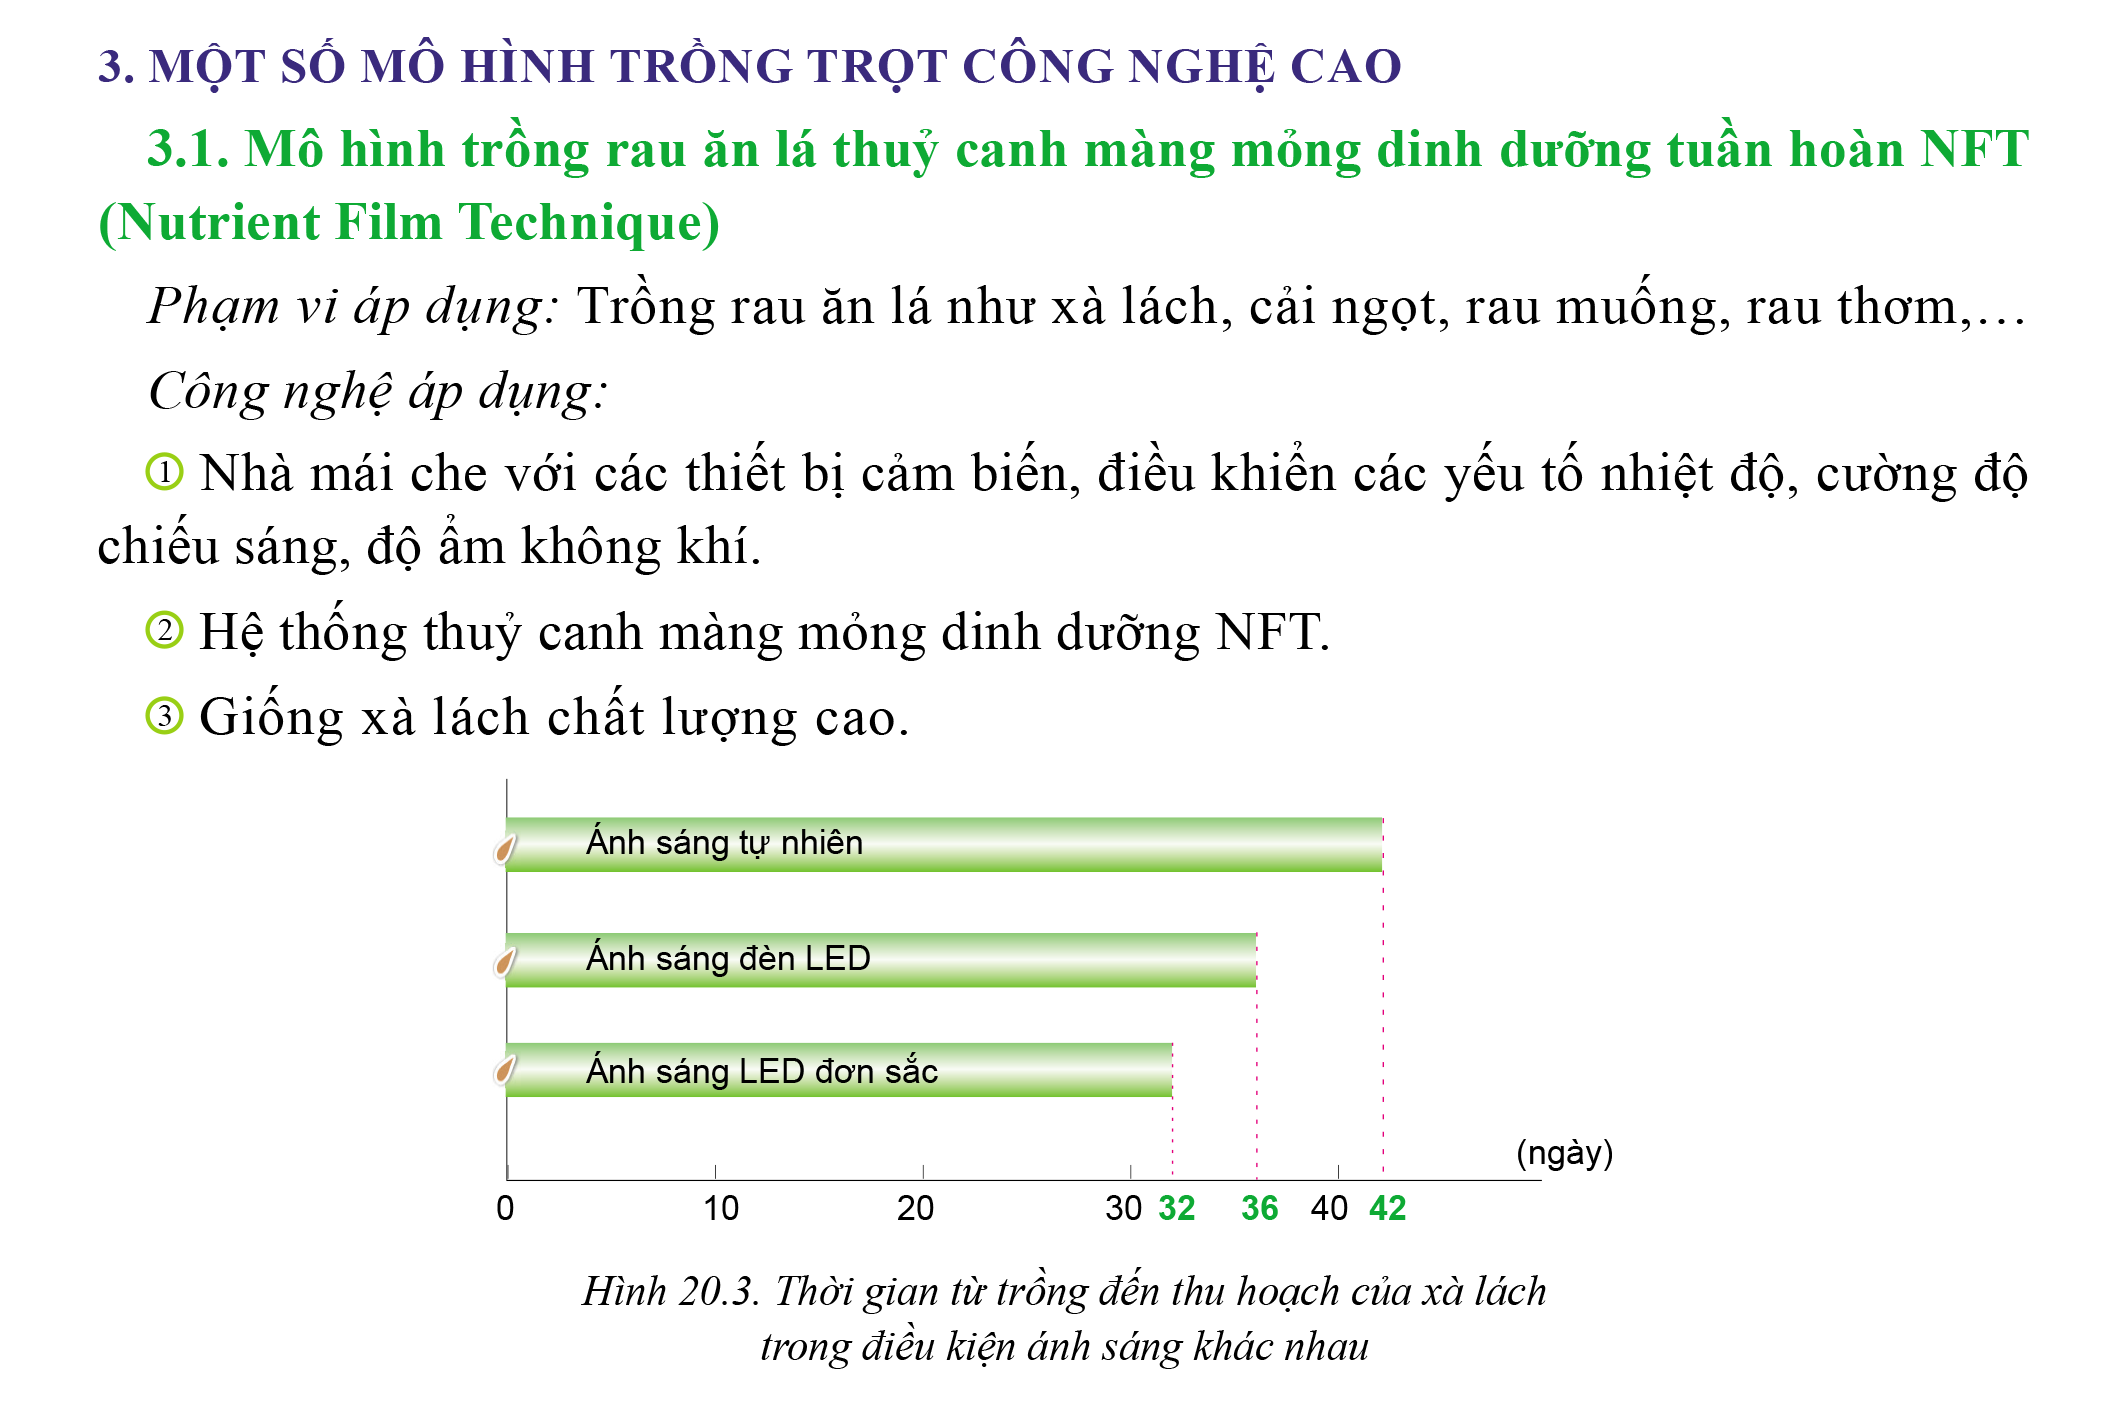 3. MỘT SỐ MÔ HÌNH TRỒNG TRỌT CÔNG NGHỆ CAO
3.1. Mô hình trồng rau ăn lá thuỷ canh màng mỏng dinh dưỡng tuần hoàn NFT
(Nutrient Film Technique)
Phạm vi áp dụng: Trồng rau ăn lá như xà lách, cải ngọt, rau muống, rau thơm,…
Công nghệ áp dụng:
① Nhà mái che với các thiết bị cảm biến, điều khiển các yếu tố nhiệt độ, cường độ
chiếu sáng, độ ẩm không khí.
② Hệ thống thuỷ canh màng mỏng dinh dưỡng NFT.
③ Giống xà lách chất lượng cao.
Ánh sáng tự nhiên
Ánh sáng đèn LED
Ánh sáng LED đơn sắc
(ngày)
0 10 20 30 32 36 40 42
Hình 20.3. Thời gian từ trồng đến thu hoạch của xà lách
trong điều kiện ánh sáng khác nhau